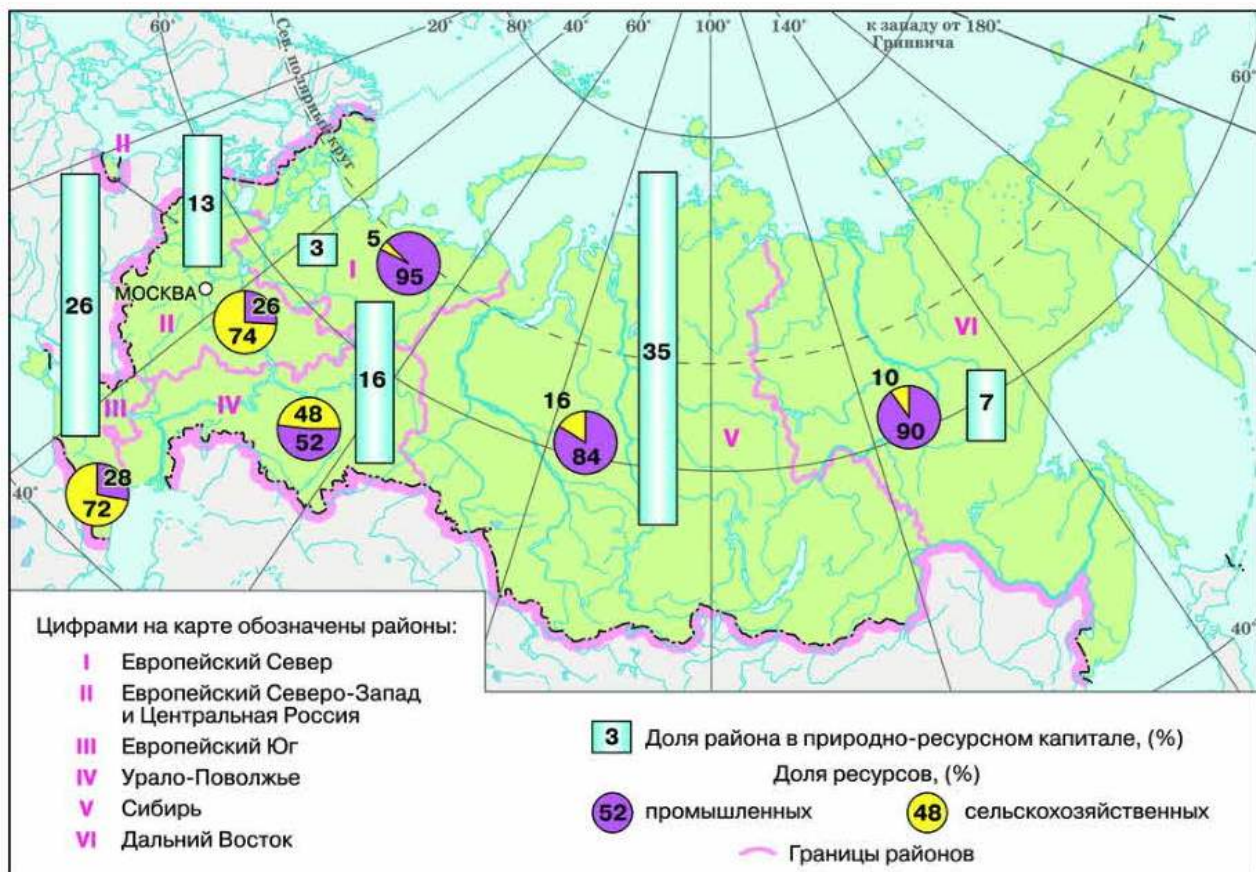 60°
20°
80°
40°
60°
100°
140°
к западу от
Гринвича
180°
60°
Сев. полярный круг
II
13
26
3
5
95
I
МОСКВА
II
26
74
35
VI
16
III
IV
48
52
16
84
V
10
90
7
28
72
40°
40°
Цифрами на карте обозначены районы:
I Европейский Север
II Европейский Северо-Запад
и Центральная Россия
III Европейский Юг
IV Урало-Поволжье
V Сибирь
VI Дальний Восток
3 Доля района в природно-ресурсном капитале, (%)
Доля ресурсов, (%)
52 промышленных 48 сельскохозяйственных
Границы районов